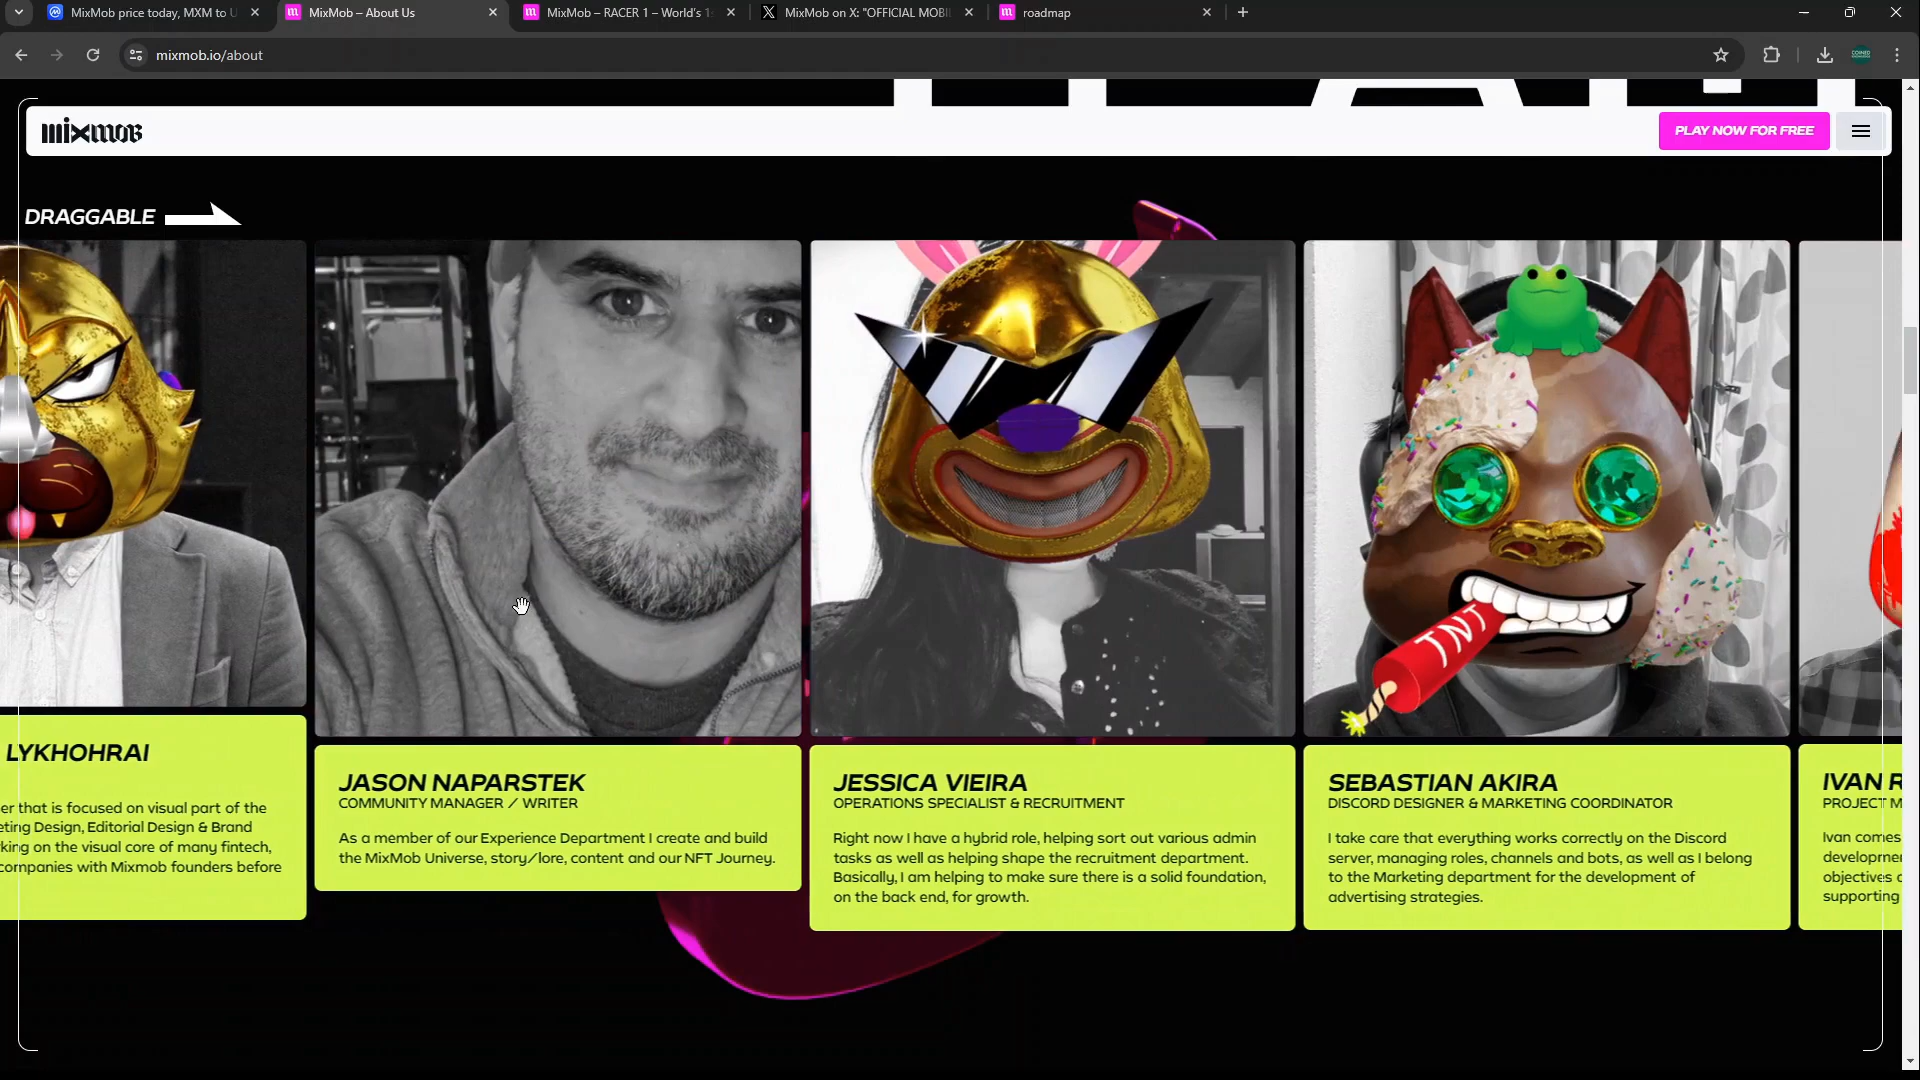 MixMob price today, MXM to U
MixMob – About Us
MixMob – RACER 1 – World's 1
MixMob on X: "OFFICIAL MOBI
roadmap
mixmob.io/about
mixmob
PLAY NOW FOR FREE
DRAGGABLE
TNT
LYKHOHRAI
er that is focused on visual part of the
eting Design, Editorial Design & Brand
rking on the visual core of many fintech,
companies with Mixmob founders before
JASON NAPARSTEK
COMMUNITY MANAGER / WRITER
As a member of our Experience Department I create and build
the MixMob Universe, story/lore, content and our NFT Journey.
JESSICA VIEIRA
OPERATIONS SPECIALIST & RECRUITMENT
Right now I have a hybrid role, helping sort out various admin
tasks as well as helping shape the recruitment department.
Basically, I am helping to make sure there is a solid foundation,
on the back end, for growth.
SEBASTIAN AKIRA
DISCORD DESIGNER & MARKETING COORDINATOR
I take care that everything works correctly on the Discord
server, managing roles, channels and bots, as well as I belong
to the Marketing department for the development of
advertising strategies.
IVAN R
PROJECT M
Ivan comes
developmen
objectives
supporting